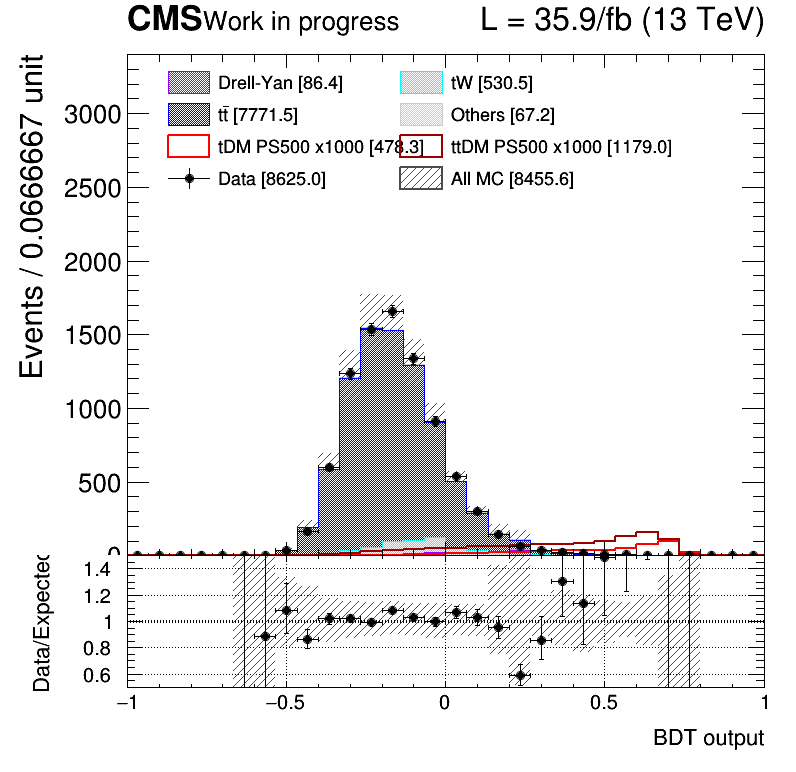 CMS Work in progress L = 35.9/fb (13 TeV)
Events / 0.0666667 unit
Drell-Yan [86.4] tW [530.5]
tt̄ [7771.5] Others [67.2]
tDM PS500 x1000 [478.3] ttDM PS500 x1000 [1179.0]
Data [8625.0] All MC [8455.6]
3000
2500
2000
1500
1000
500
0
Data/Expected
1.4
1.2
1
0.8
0.6
−1 −0.5 0 0.5 1
BDT output